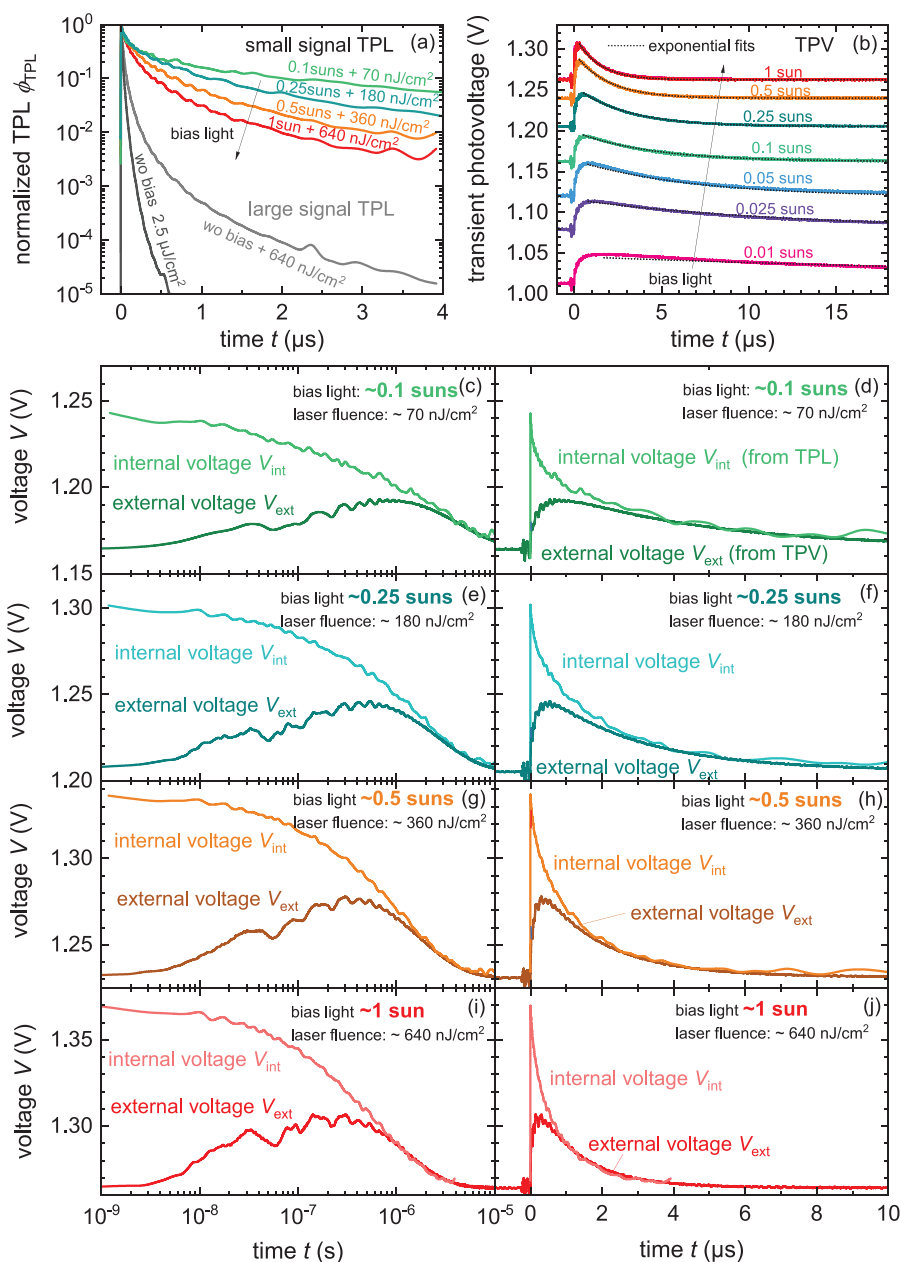 (a)
small signal TPL
0.1suns + 70 nJ/cm²
0.25suns + 180 nJ/cm²
0.5suns + 360 nJ/cm²
1sun + 640 nJ/cm²
bias light
large signal TPL
wo bias 2.5 µJ/cm²
wo bias + 640 nJ/cm²
normalized TPL ϕTPL
10⁰
10⁻¹
10⁻²
10⁻³
10⁻⁴
10⁻⁵
0 1 2 3 4
time t (µs)
(b)
TPV
exponential fits
1 sun
0.5 suns
0.25 suns
0.1 suns
0.05 suns
0.025 suns
0.01 suns
bias light
transient photovoltage (V)
1.30
1.25
1.20
1.15
1.10
1.05
1.00
0 5 10 15
time t (µs)
bias light: ~0.1 suns (c)
laser fluence: ~ 70 nJ/cm²
internal voltage Vint
external voltage Vext
voltage V (V)
1.25
1.20
1.15
bias light: ~0.1 suns (d)
laser fluence: ~ 70 nJ/cm²
internal voltage Vint (from TPL)
external voltage Vext (from TPV)
bias light ~0.25 suns (e)
laser fluence: ~ 180 nJ/cm²
internal voltage Vint
external voltage Vext
voltage V (V)
1.30
1.25
1.20
bias light ~0.25 suns (f)
laser fluence: ~ 180 nJ/cm²
internal voltage Vint
external voltage Vext
bias light ~0.5 suns (g)
laser fluence: ~ 360 nJ/cm²
internal voltage Vint
external voltage Vext
voltage V (V)
1.30
1.25
bias light ~0.5 suns (h)
laser fluence: ~ 360 nJ/cm²
internal voltage Vint
external voltage Vext
bias light ~1 sun (i)
laser fluence: ~ 640 nJ/cm²
internal voltage Vint
external voltage Vext
voltage V (V)
1.35
1.30
10⁻⁹ 10⁻⁸ 10⁻⁷ 10⁻⁶ 10⁻⁵
time t (s)
bias light ~1 sun (j)
laser fluence: ~ 640 nJ/cm²
internal voltage Vint
external voltage Vext
0 2 4 6 8 10
time t (µs)